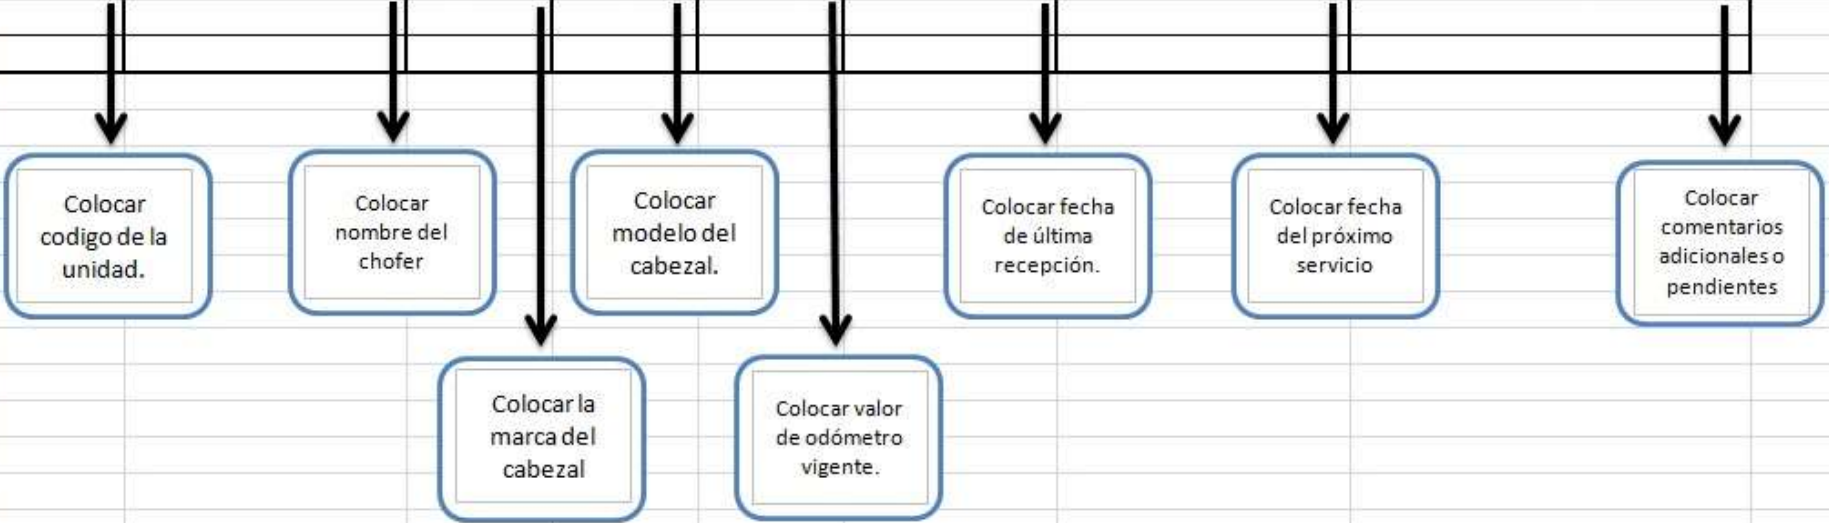 Colocar
codigo de la
unidad.
Colocar
nombre del
chofer
Colocar la
marca del
cabezal
Colocar
modelo del
cabezal.
Colocar valor
de odómetro
vigente.
Colocar fecha
de última
recepción.
Colocar fecha
del próximo
servicio
Colocar
comentarios
adicionales o
pendientes